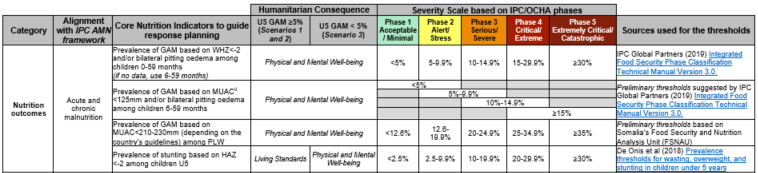 Category
Alignment
with IPC AMN
framework
Core Nutrition Indicators to guide
response planning
Humanitarian Consequence
U5 GAM ≥5%
(Scenarios 1
and 2)
U5 GAM < 5%
(Scenario 3)
Severity Scale based on IPC/OCHA phases
Phase 1
Acceptable
/ Minimal
Phase 2
Alert/
Stress
Phase 3
Serious/
Severe
Phase 4
Critical/
Extreme
Phase 5
Extremely Critical/
Catastrophic
Sources used for the thresholds
Nutrition
outcomes
Acute and
chronic
malnutrition
Prevalence of GAM based on WHZ<-2
and/or bilateral pitting oedema among
children 0-59 months
(if no data, use 6-59 months)
Physical and Mental Well-being
<5%
5-9.9%
10-14.9%
15-29.9%
≥30%
IPC Global Partners (2019) Integrated
Food Security Phase Classification
Technical Manual Version 3.0.
Prevalence of GAM based on MUAC
<125mm and/or bilateral pitting oedema
among children 6-59 months
Physical and Mental Well-being
<5%
5%-9.9%
10%-14.9%
≥15%
Preliminary thresholds suggested by IPC
Global Partners (2019) Integrated Food
Security Phase Classification Technical
Manual Version 3.0.
Prevalence of GAM based on
MUAC<210-230mm (depending on the
country's guidelines) among PLW
Physical and Mental Well-being
<12.6%
12.6-
19.9%
20-24.9%
25-34.9%
≥35%
Preliminary thresholds based on
Somalia's Food Security and Nutrition
Analysis Unit (FSNAU)
Prevalence of stunting based on HAZ
<-2 among children U5
Living Standards
Physical and Mental
Well-being
<2.5%
2.5-9.9%
10-19.9%
20-29.9%
≥30%
De Onis et al (2018) Prevalence
thresholds for wasting, overweight, and
stunting in children under 5 years